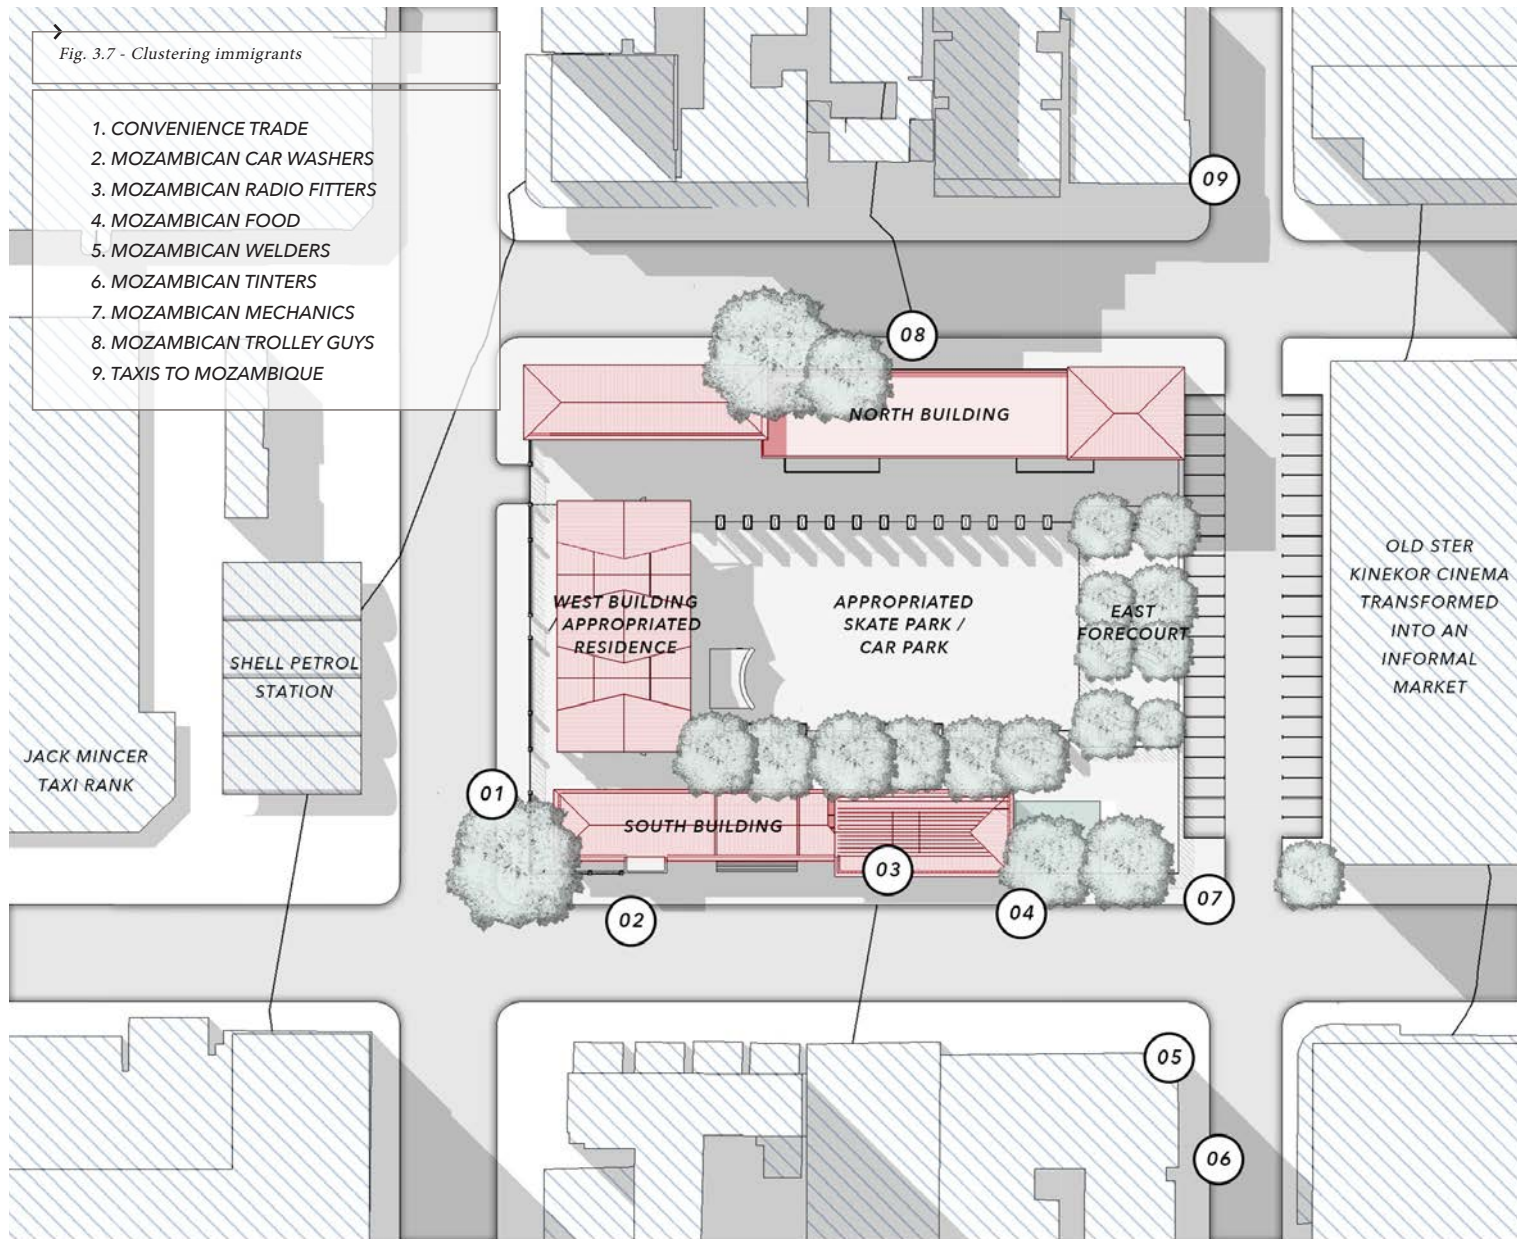 Fig. 3.7 - Clustering immigrants
1. CONVENIENCE TRADE
2. MOZAMBICAN CAR WASHERS
3. MOZAMBICAN RADIO FITTERS
4. MOZAMBICAN FOOD
5. MOZAMBICAN WELDERS
6. MOZAMBICAN TINTERS
7. MOZAMBICAN MECHANICS
8. MOZAMBICAN TROLLEY GUYS
9. TAXIS TO MOZAMBIQUE
09
08
NORTH BUILDING
WEST BUILDING
/ APPROPRIATED
RESIDENCE
APPROPRIATED
SKATE PARK /
CAR PARK
EAST
FORECOURT
OLD STER
KINEKOR CINEMA
TRANSFORMED
INTO AN
INFORMAL
MARKET
SHELL PETROL
STATION
JACK MINCER
TAXI RANK
01
SOUTH BUILDING
03
02
04
07
05
06